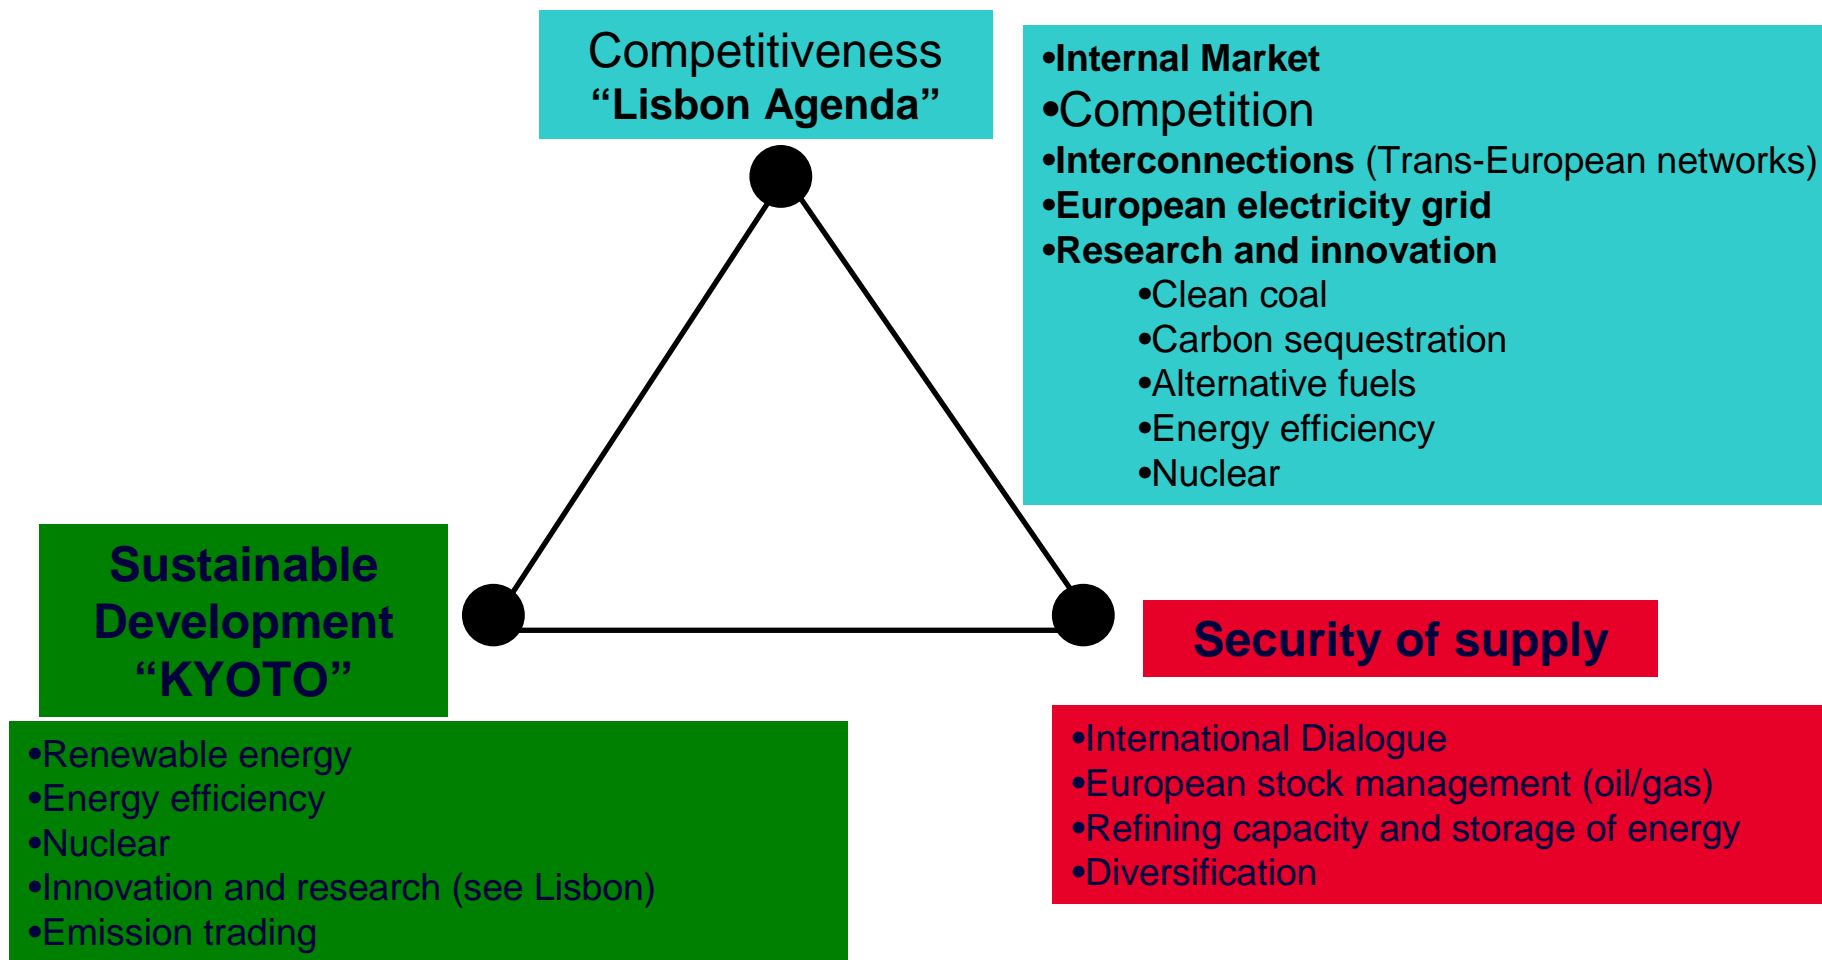 Competitiveness
“Lisbon Agenda”
•Internal Market
•Competition
•Interconnections (Trans-European networks)
•European electricity grid
•Research and innovation
•Clean coal
•Carbon sequestration
•Alternative fuels
•Energy efficiency
•Nuclear
Sustainable
Development
“KYOTO”
•Renewable energy
•Energy efficiency
•Nuclear
•Innovation and research (see Lisbon)
•Emission trading
Security of supply
•International Dialogue
•European stock management (oil/gas)
•Refining capacity and storage of energy
•Diversification